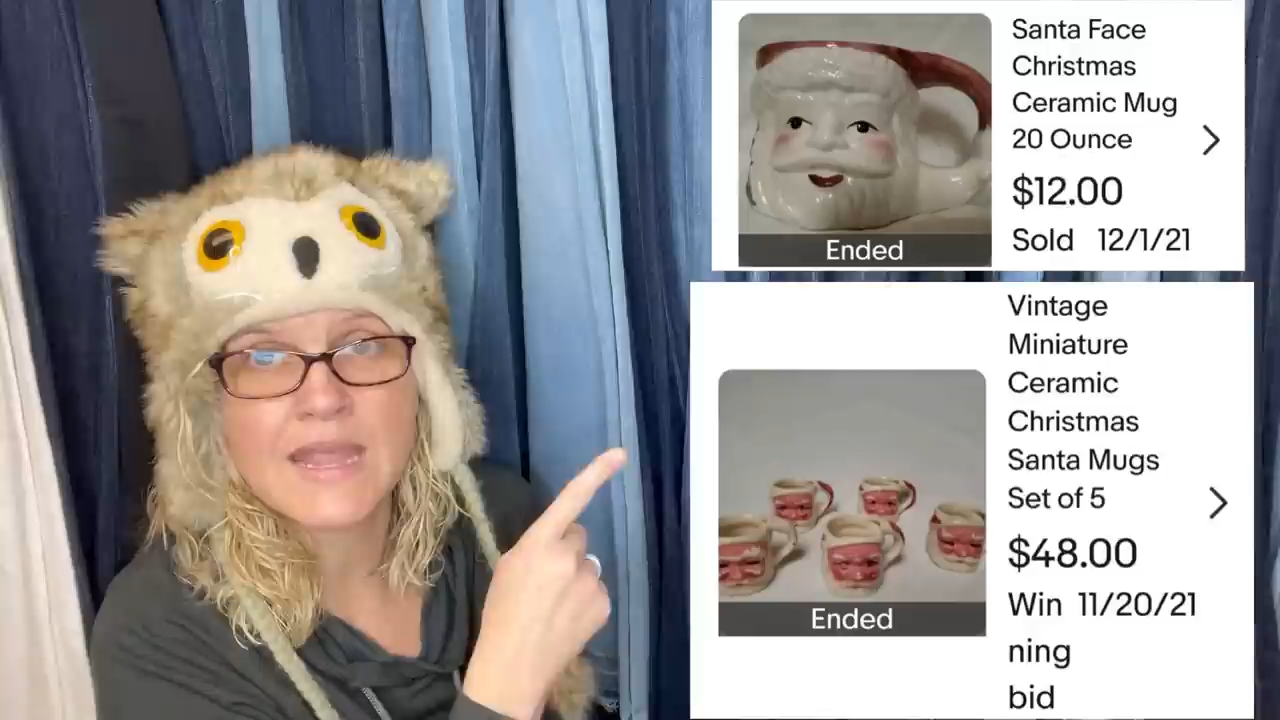 Santa Face
Christmas
Ceramic Mug
20 Ounce
$12.00
Sold 12/1/21
Ended
Vintage
Miniature
Ceramic
Christmas
Santa Mugs
Set of 5
$48.00
Win 11/20/21
ning
bid
Ended